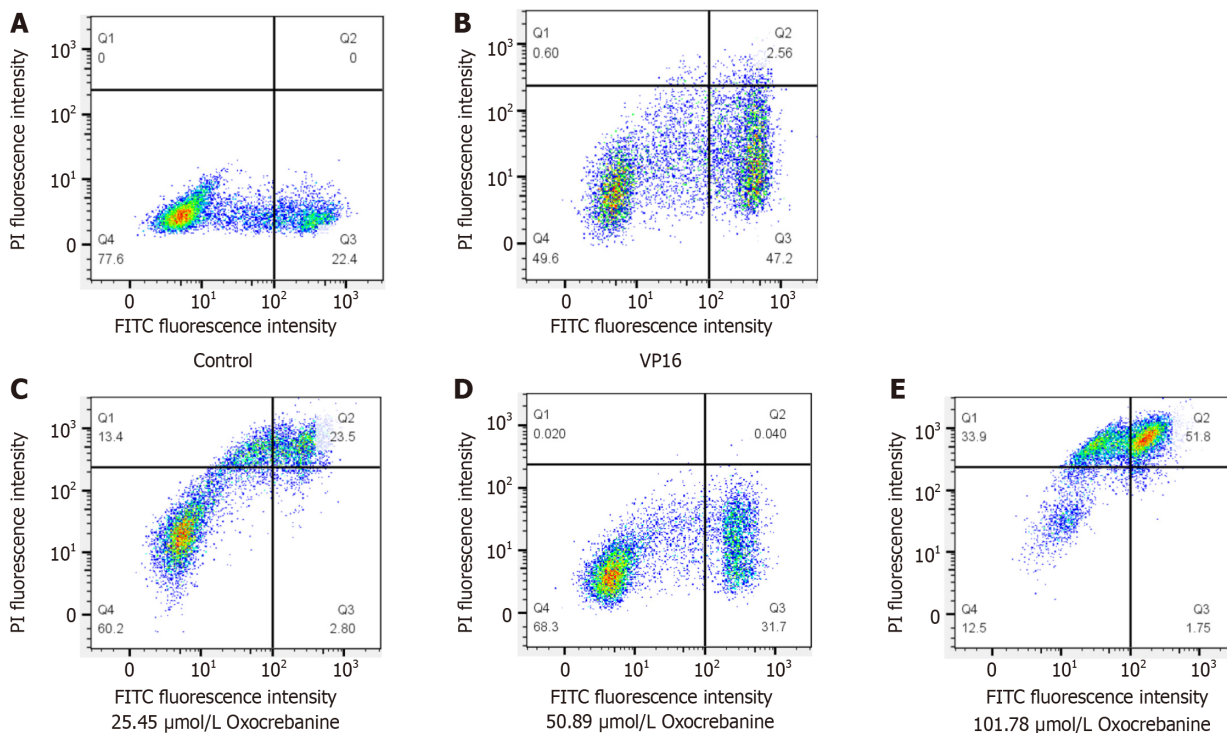 A
PI fluorescence intensity
10³
10²
10¹
0
Q1
0
Q2
0
Q4
77.6
Q3
22.4
0 10¹ 10² 10³
FITC fluorescence intensity
Control
B
PI fluorescence intensity
10³
10²
10¹
0
Q1
0.60
Q2
2.56
Q4
49.6
Q3
47.2
0 10¹ 10² 10³
FITC fluorescence intensity
VP16
C
PI fluorescence intensity
10³
10²
10¹
0
Q1
13.4
Q2
23.5
Q4
60.2
Q3
2.80
0 10¹ 10² 10³
FITC fluorescence intensity
25.45 µmol/L Oxocrebanine
D
PI fluorescence intensity
10³
10²
10¹
0
Q1
0.020
Q2
0.040
Q4
68.3
Q3
31.7
0 10¹ 10² 10³
FITC fluorescence intensity
50.89 µmol/L Oxocrebanine
E
PI fluorescence intensity
10³
10²
10¹
0
Q1
33.9
Q2
51.8
Q4
12.5
Q3
1.75
0 10¹ 10² 10³
FITC fluorescence intensity
101.78 µmol/L Oxocrebanine